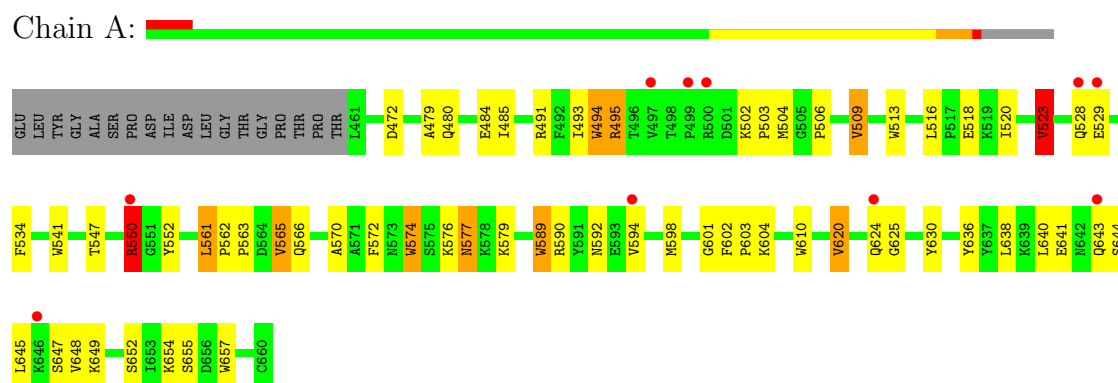 Chain A:
GLU LEU TYR GLY ALA SER PRO ASP ILE ASP LEU GLY THR GLY PRO THR PRO THR L461 D472 A479 Q480 E484 I485 R491 F492 I493 W494 R495 T496 V497 T498 P499 R500 D501 K502 P503 M504 G505 P506 V509 W513 L516 P517 E518 K519 I520 V523 Q528 E529
F534 W541 T547 R550 G551 Y552 L561 P562 P563 D564 V565 Q566 A570 A571 F572 N573 W574 S575 K576 N577 K578 K579 W589 R590 Y591 N592 E593 V594 M598 G601 F602 P603 K604 W610 V620 Q624 G625 Y630 Y636 Y637 L638 K639 L640 E641 N642 Q643 S644
L645 K646 S647 V648 K649 S652 I653 K654 S655 D656 W657 C660